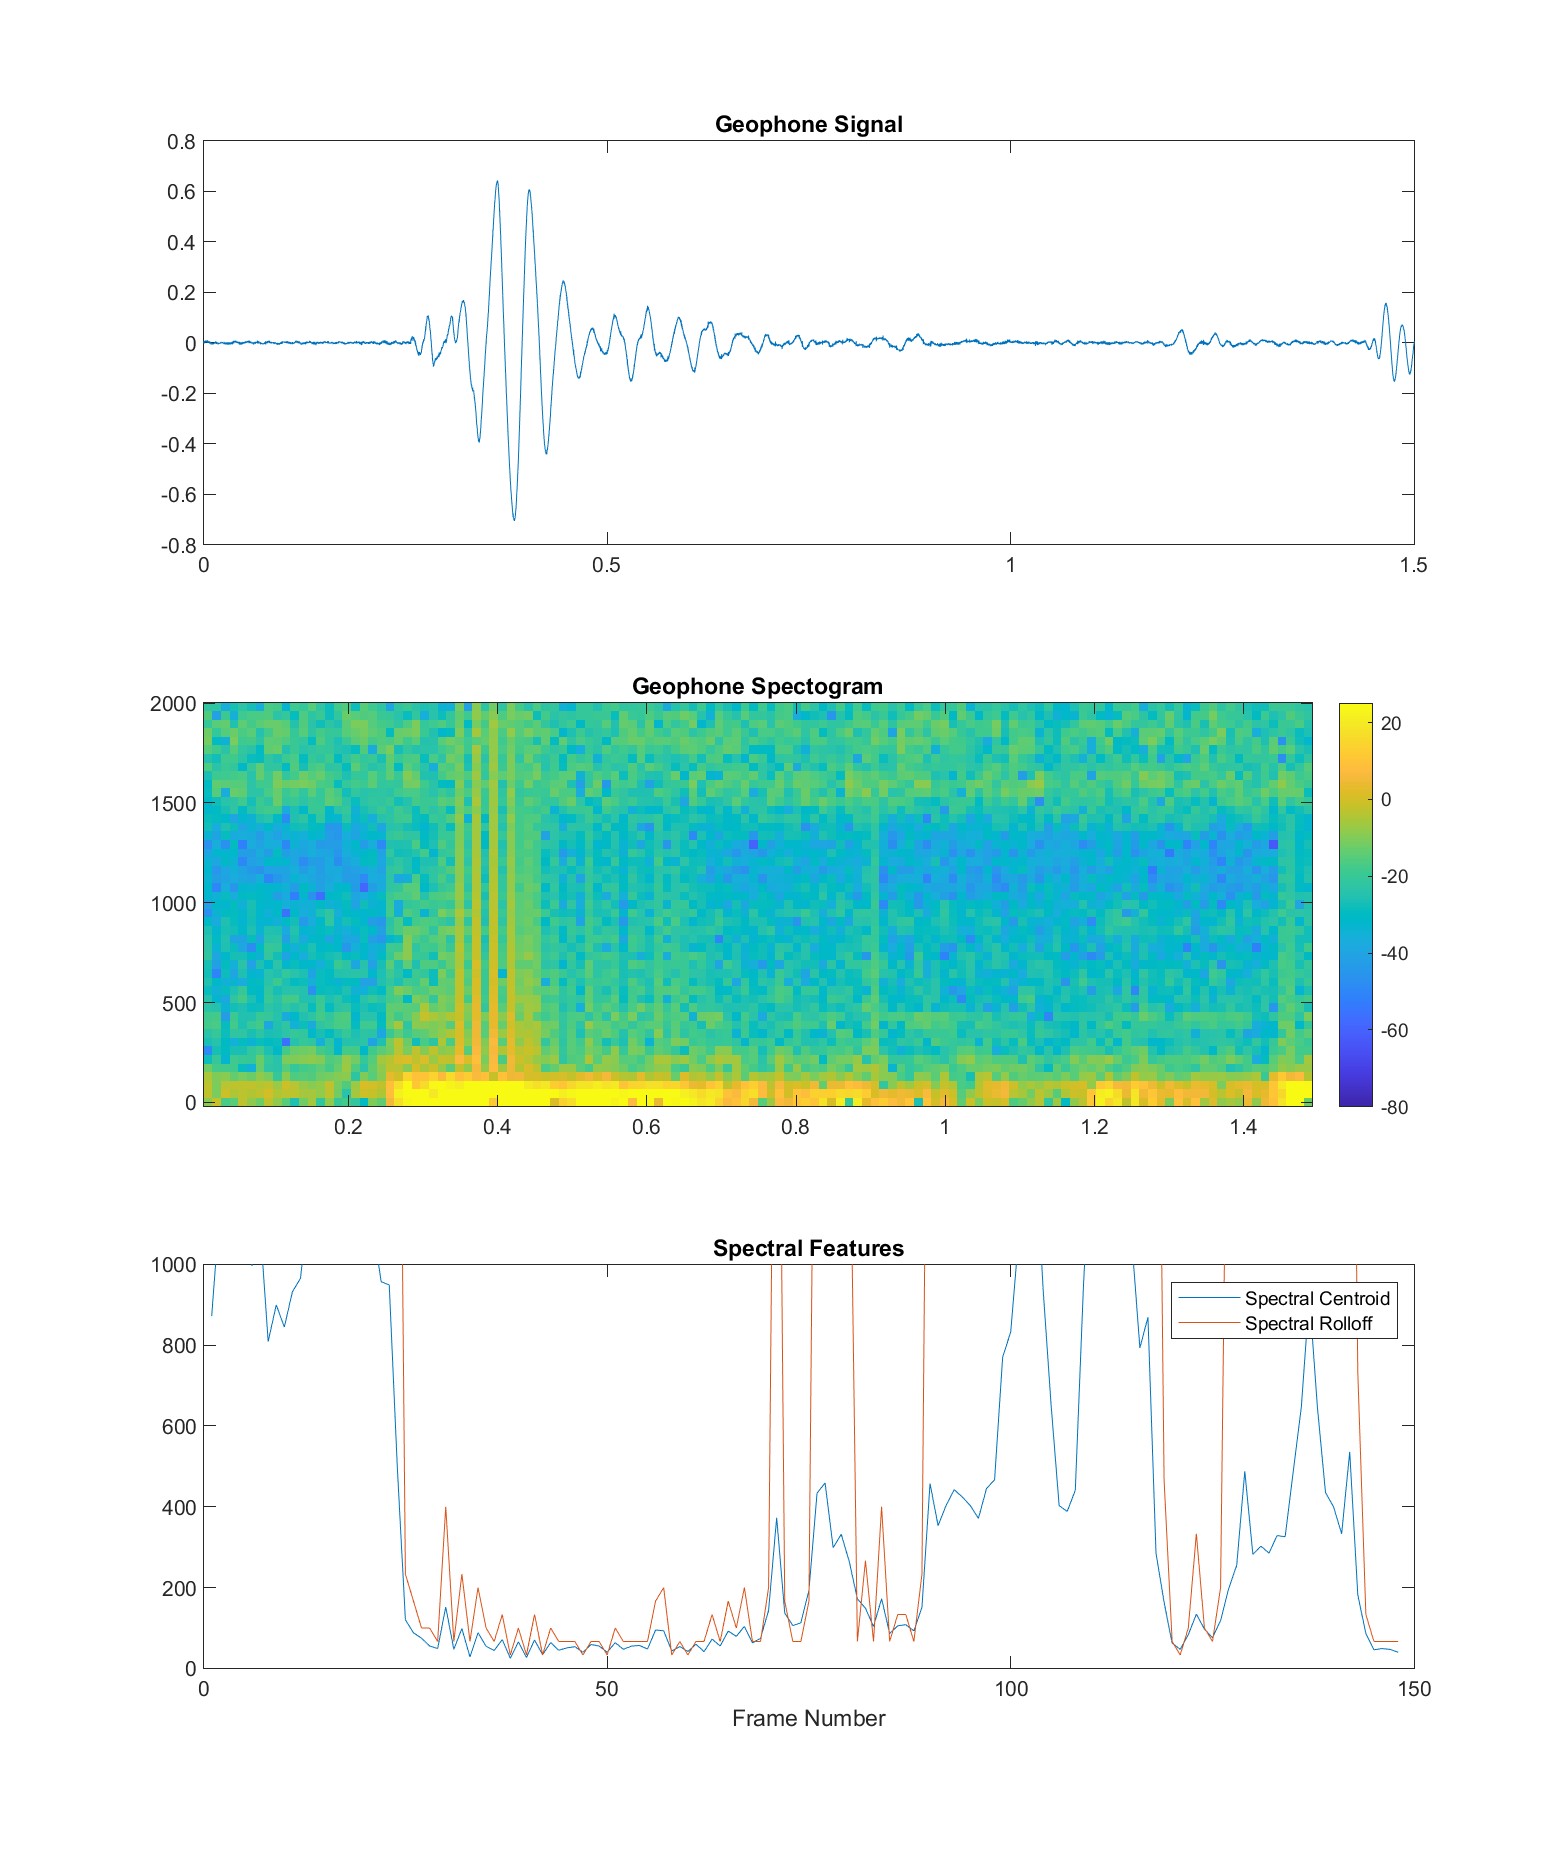 Geophone Signal
0.8
0.6
0.4
0.2
0
-0.2
-0.4
-0.6
-0.8
0 0.5 1 1.5
Geophone Spectogram
2000
1500
1000
500
0
0.2 0.4 0.6 0.8 1 1.2 1.4
20
0
-20
-40
-60
-80
Spectral Features
1000
800
600
400
200
0
Spectral Centroid
Spectral Rolloff
0 50 100 150
Frame Number